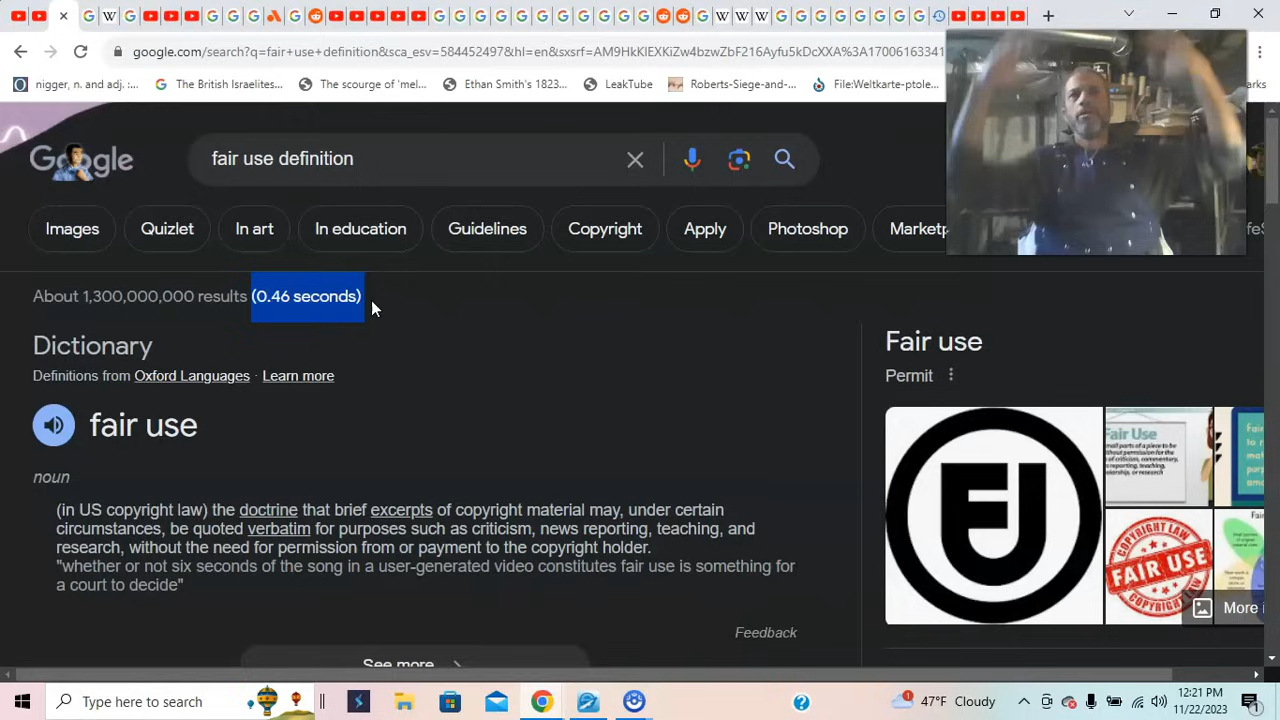 google.com/search?q=fair+use+definition&sca_esv=584452497&hl=en&sxsrf=AM9HkKlEXKiZw4bzwZbF216Ayfu5kDcXXA%3A17006163341
nigger, n. and adj. :...
The British Israelites...
The scourge of 'mel...
Ethan Smith's 1823...
LeakTube
Roberts-Siege-and-...
File:Weltkarte-ptole...
arks
Google
fair use definition
Images
Quizlet
In art
In education
Guidelines
Copyright
Apply
Photoshop
Marketp
About 1,300,000,000 results (0.46 seconds)
Dictionary
Definitions from Oxford Languages · Learn more
fair use
noun
(in US copyright law) the doctrine that brief excerpts of copyright material may, under certain
circumstances, be quoted verbatim for purposes such as criticism, news reporting, teaching, and
research, without the need for permission from or payment to the copyright holder.
"whether or not six seconds of the song in a user-generated video constitutes fair use is something for
a court to decide"
Feedback
See more
Fair use
Permit
Fair Use
COPYRIGHT LAW
FAIR USE
COPYRIGHT LAW
More i
Type here to search
47°F Cloudy
12:21 PM
11/22/2023